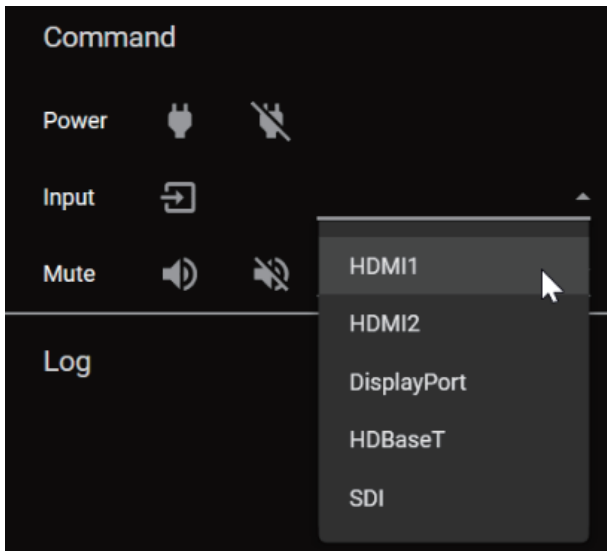 Command
Power
Input
Mute
HDMI1
HDMI2
DisplayPort
HDBaseT
SDI
Log